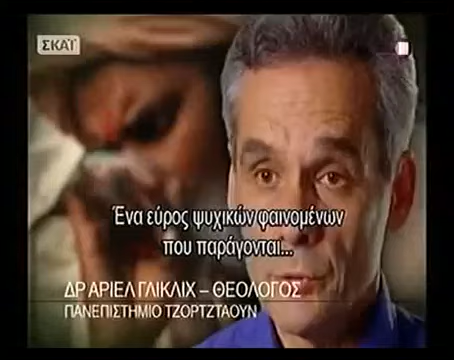 ΣΚΑΪ
Ένα εύρος ψυχικών φαινομένων
που παράγονται...
ΔΡ ΑΡΙΕΛ ΓΛΙΚΛΙΧ – ΘΕΟΛΟΓΟΣ
ΠΑΝΕΠΙΣΤΗΜΙΟ ΤΖΟΡΤΖΤΑΟΥΝ